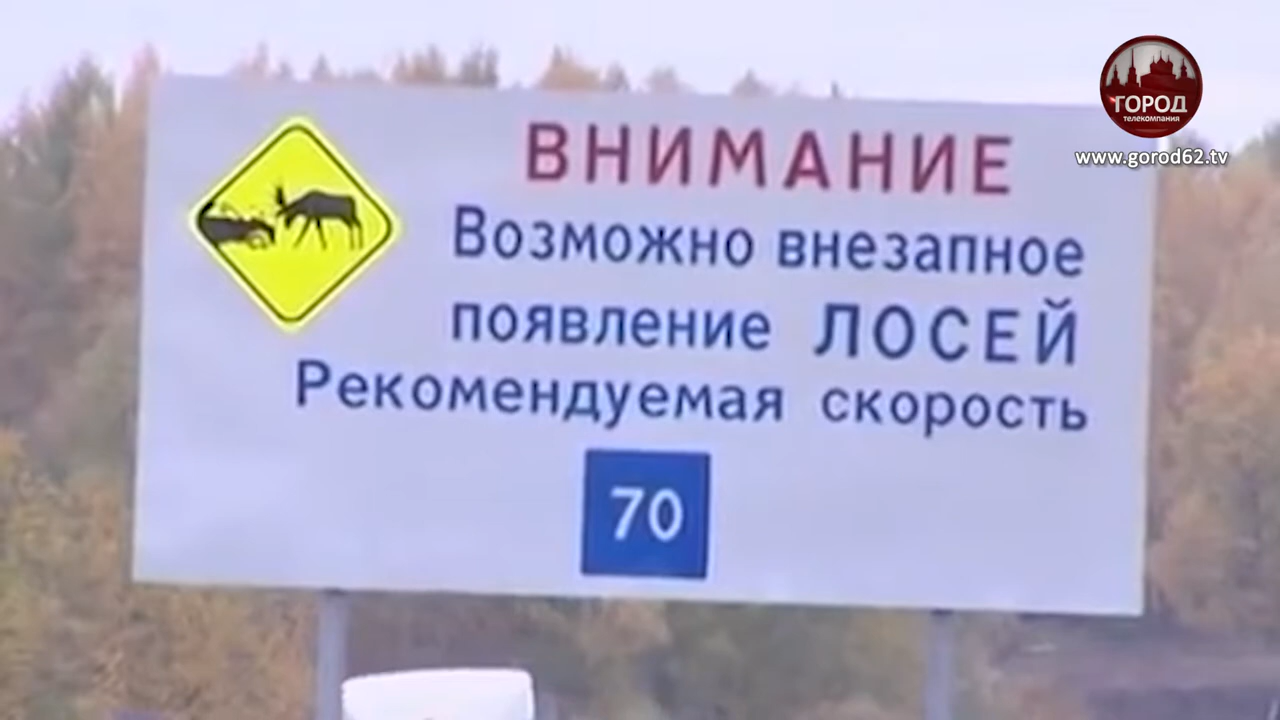 ГОРОД
телекомпания
www.gorod62.tv
ВНИМАНИЕ
Возможно внезапное
появление ЛОСЕЙ
Рекомендуемая скорость
70